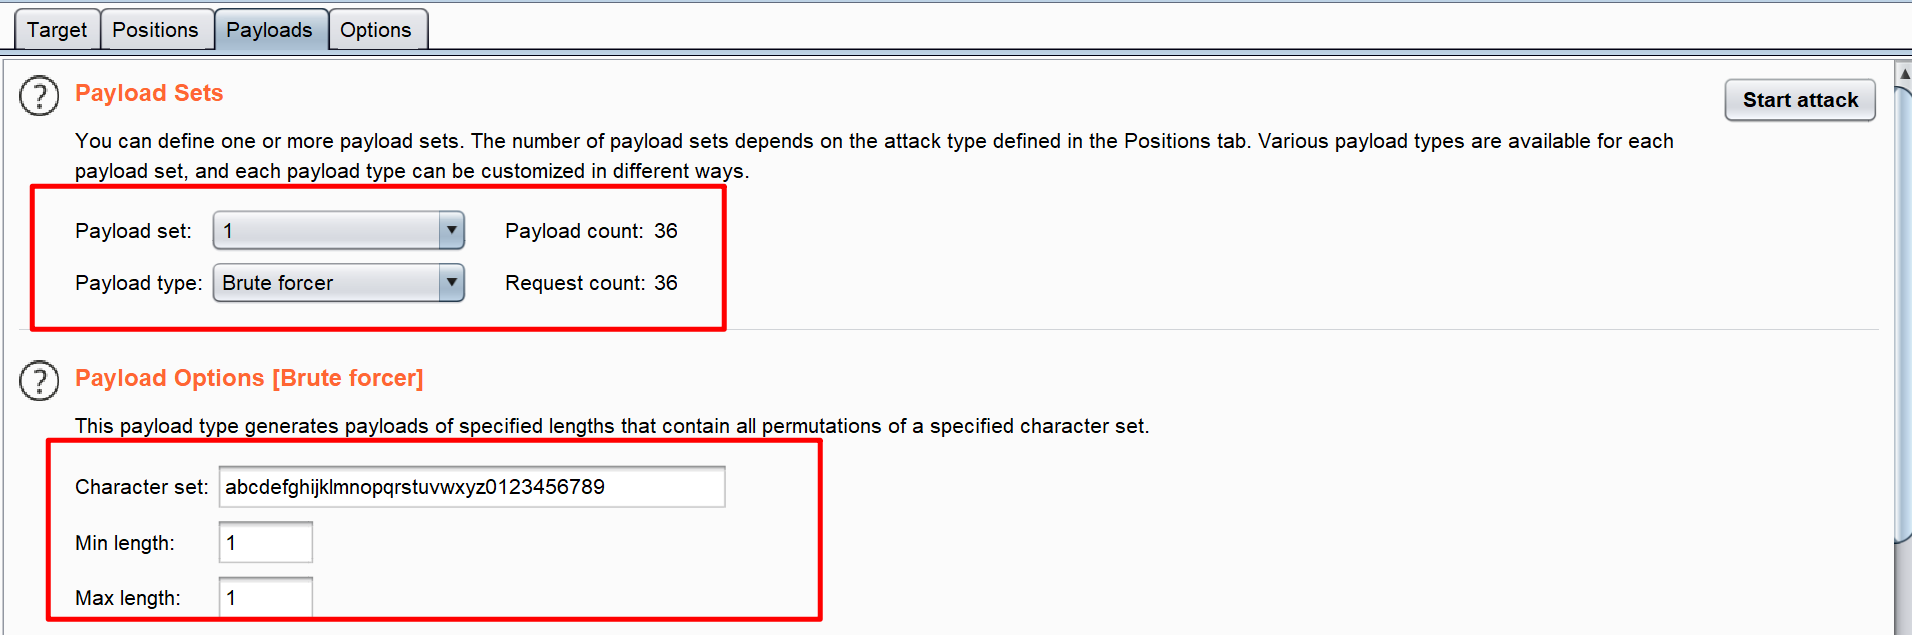 Target Positions Payloads Options
Payload Sets
Start attack
You can define one or more payload sets. The number of payload sets depends on the attack type defined in the Positions tab. Various payload types are available for each
payload set, and each payload type can be customized in different ways.
Payload set: 1 Payload count: 36
Payload type: Brute forcer Request count: 36
Payload Options [Brute forcer]
This payload type generates payloads of specified lengths that contain all permutations of a specified character set.
Character set: abcdefghijklmnopqrstuvwxyz0123456789
Min length: 1
Max length: 1